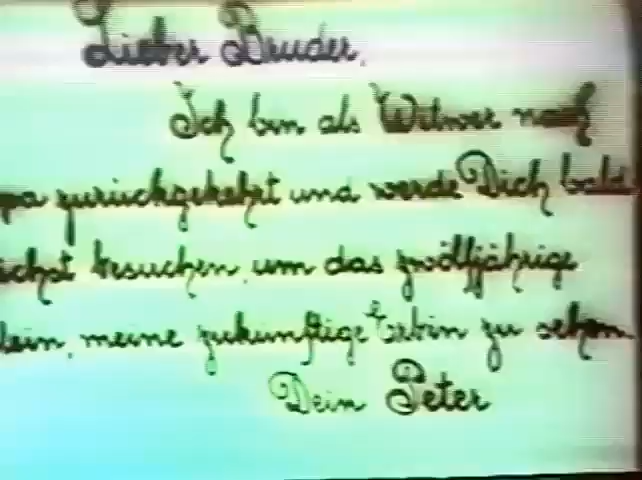 Lieber Bruder,
Ich bin als Witwer nach
pa zurückgekehrt und werde Dich bald
ichst besuchen, um das zwölfjährige
lein, meine zukünftige Erbin zu sehen.
Dein Peter